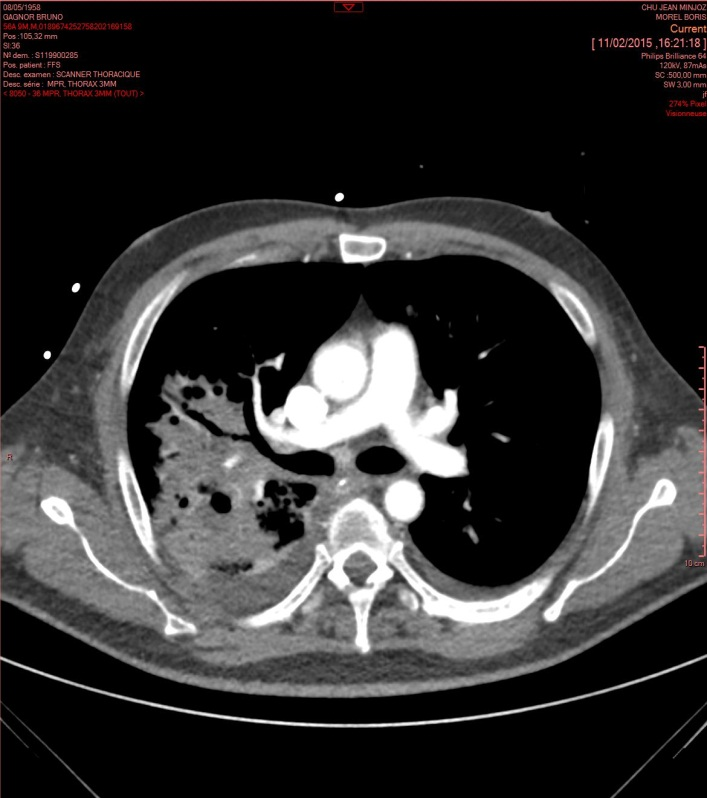 08/05/1958
GAGNOR BRUNO
Pos :105,32 mm
Sl:36
N° dem. : S119900285
Pos. patient : FFS
Desc. examen : SCANNER THORACIQUE
Desc. série : MPR, THORAX 3MM
< 8050 - 36 MPR, THORAX 3MM (TOUT) >
CHU JEAN MINJOZ
MOREL BORIS
Current
[ 11/02/2015 ,16:21:18 ]
Philips Brilliance 64
120kV, 87mAs
SC :500,00 mm
SW 3,00 mm
jf
274% Pixel
Visionneuse
R
10 cm